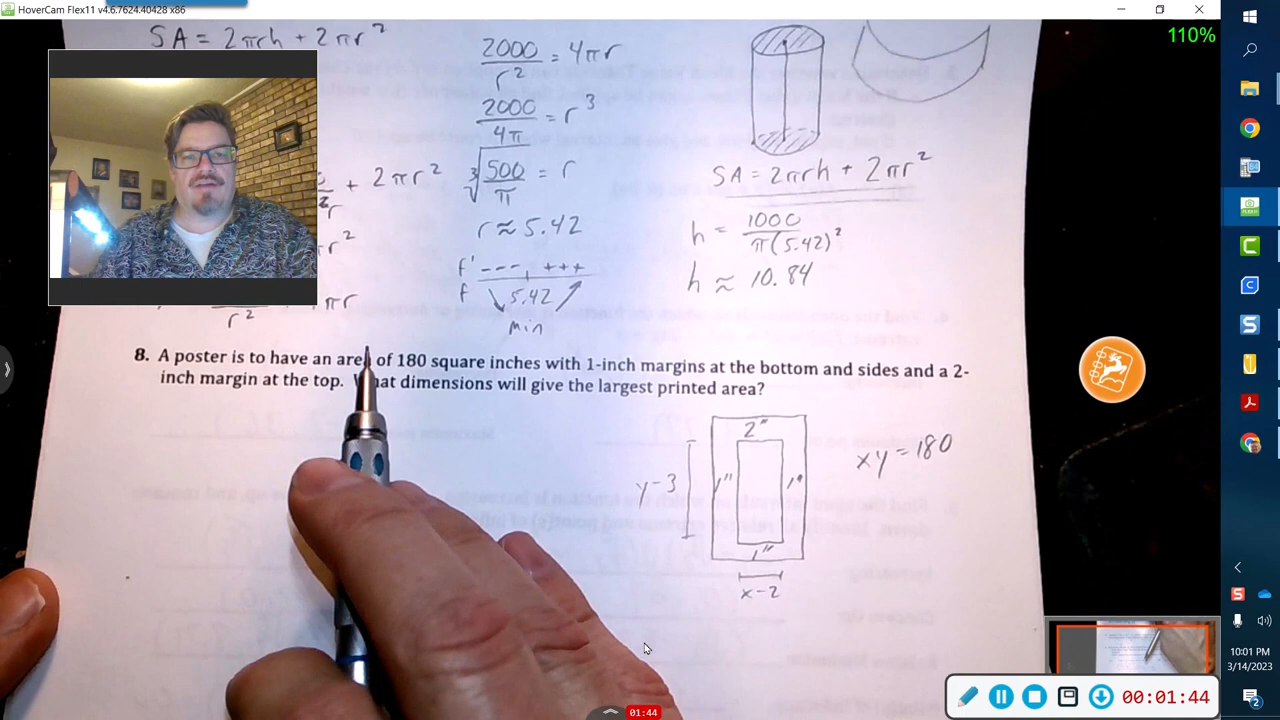 HoverCam Flex11 v4.6.7624.40428 x86
110%
SA = 2πrh + 2πr²
2000/r² = 4πr
2000/4π = r³
∛500/π = r
r ≈ 5.42
f' --- +++
f 5.42
min
+ 2πr²
r
πr²
r² πr
SA = 2πrh + 2πr²
h = 1000/π(5.42)²
h ≈ 10.84
8. A poster is to have an area of 180 square inches with 1-inch margins at the bottom and sides and a 2-
inch margin at the top. What dimensions will give the largest printed area?
2"
y-3
1"
1"
1"
x-2
xy = 180
10:01 PM
3/14/2023
00:01:44
01:44